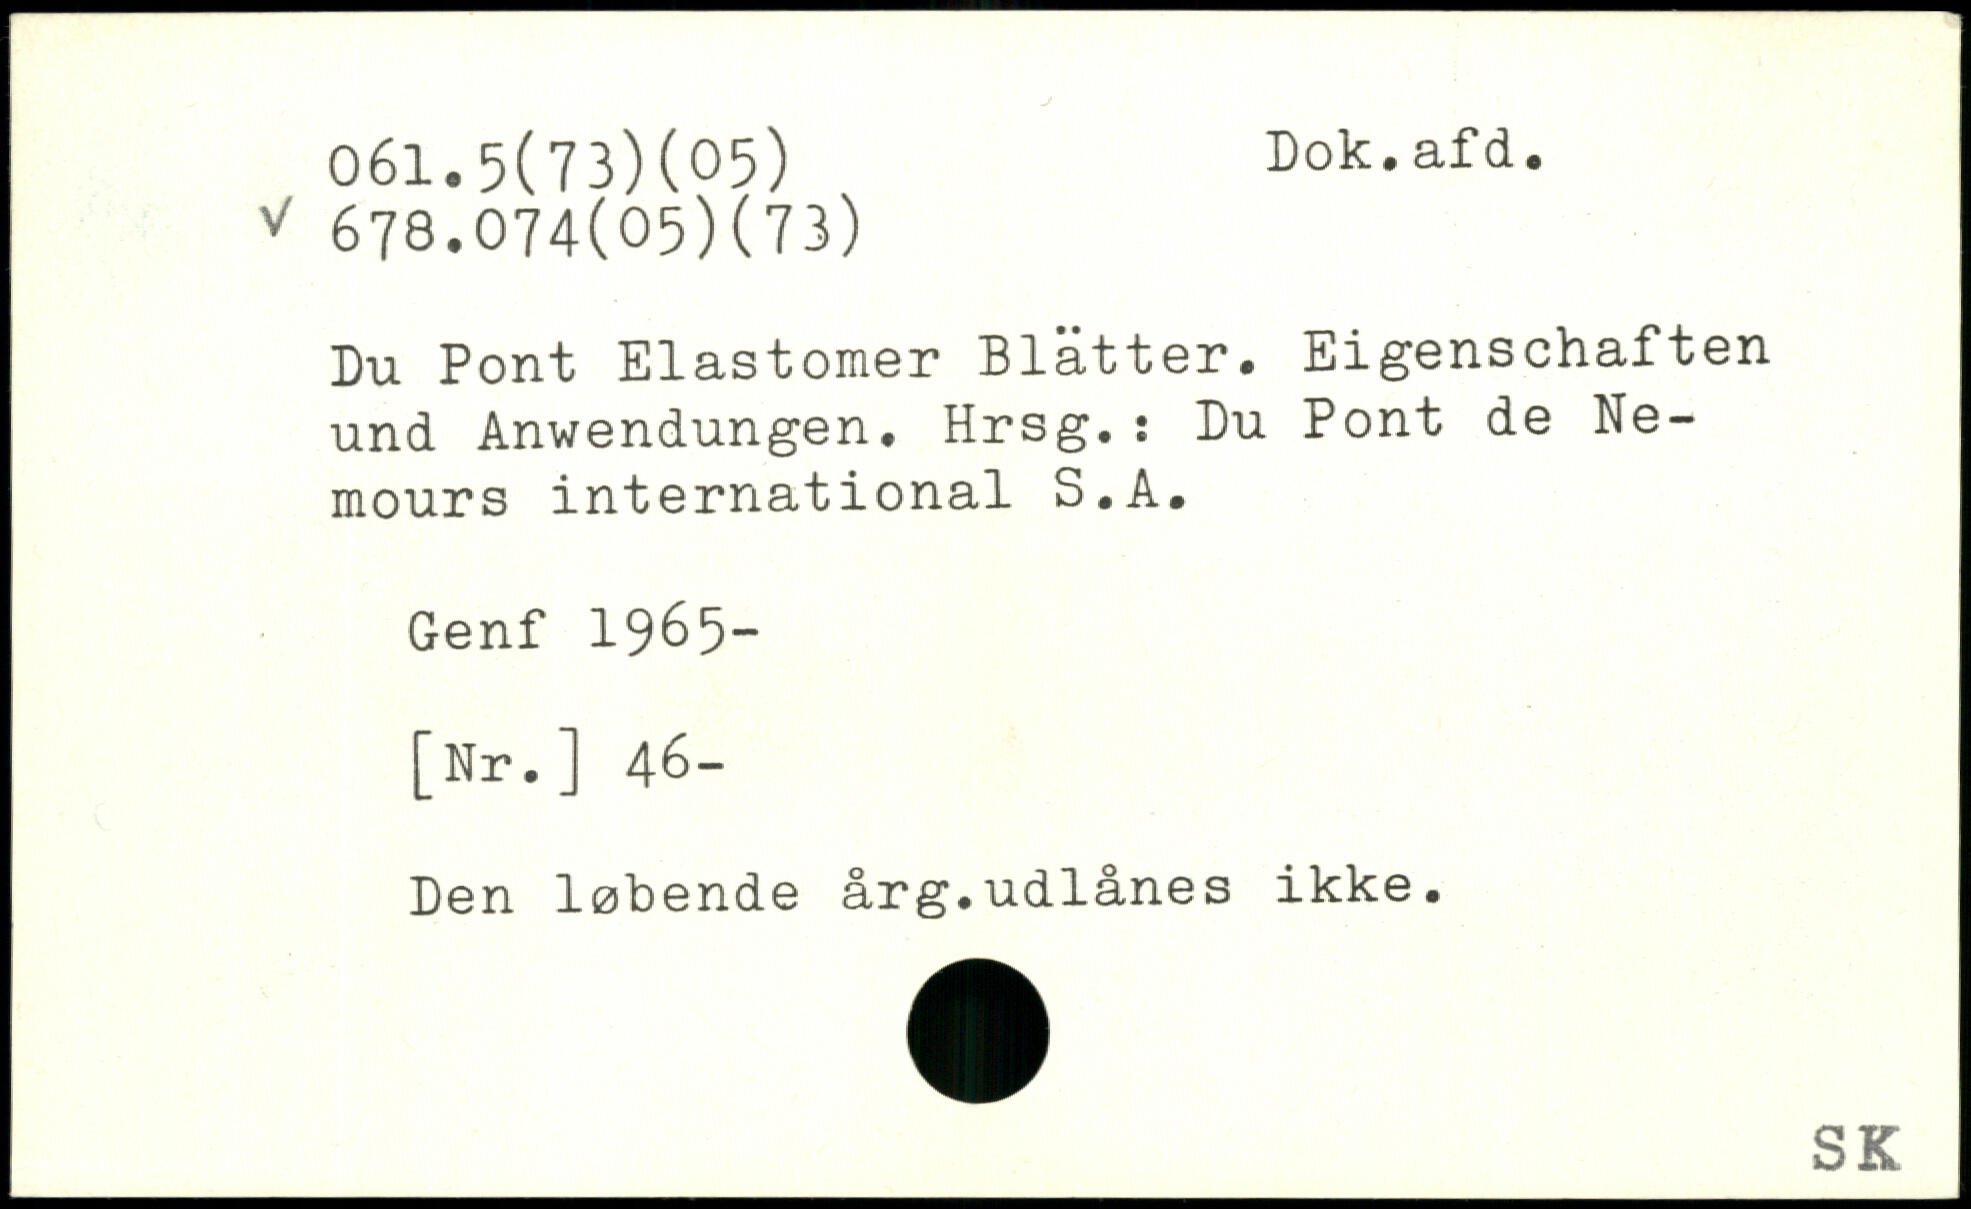 061.5(73)(05) Dok.afd.
√ 678.074(05)(73)
Du Pont Elastomer Blätter. Eigenschaften
und Anwendungen. Hrsg.: Du Pont de Ne-
mours international S.A.
Genf 1965-
[Nr.] 46-
Den løbende årg.udlånes ikke.
SK